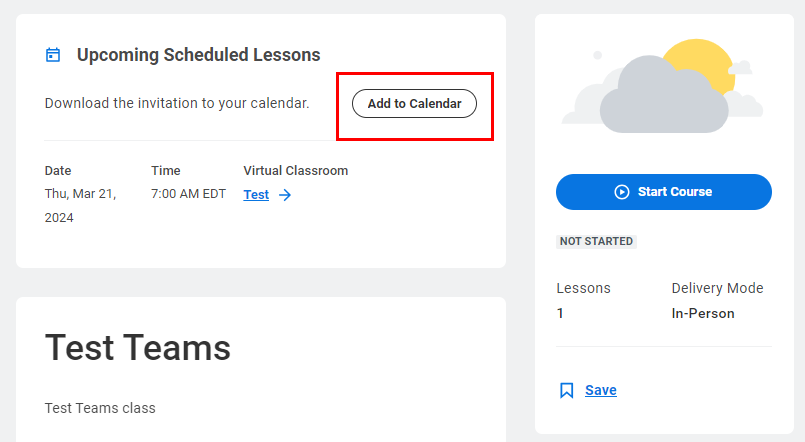 Upcoming Scheduled Lessons
Download the invitation to your calendar.
Add to Calendar
Date
Time
Virtual Classroom
Thu, Mar 21,
2024
7:00 AM EDT
Test
Test Teams
Test Teams class
Start Course
NOT STARTED
Lessons
Delivery Mode
1
In-Person
Save